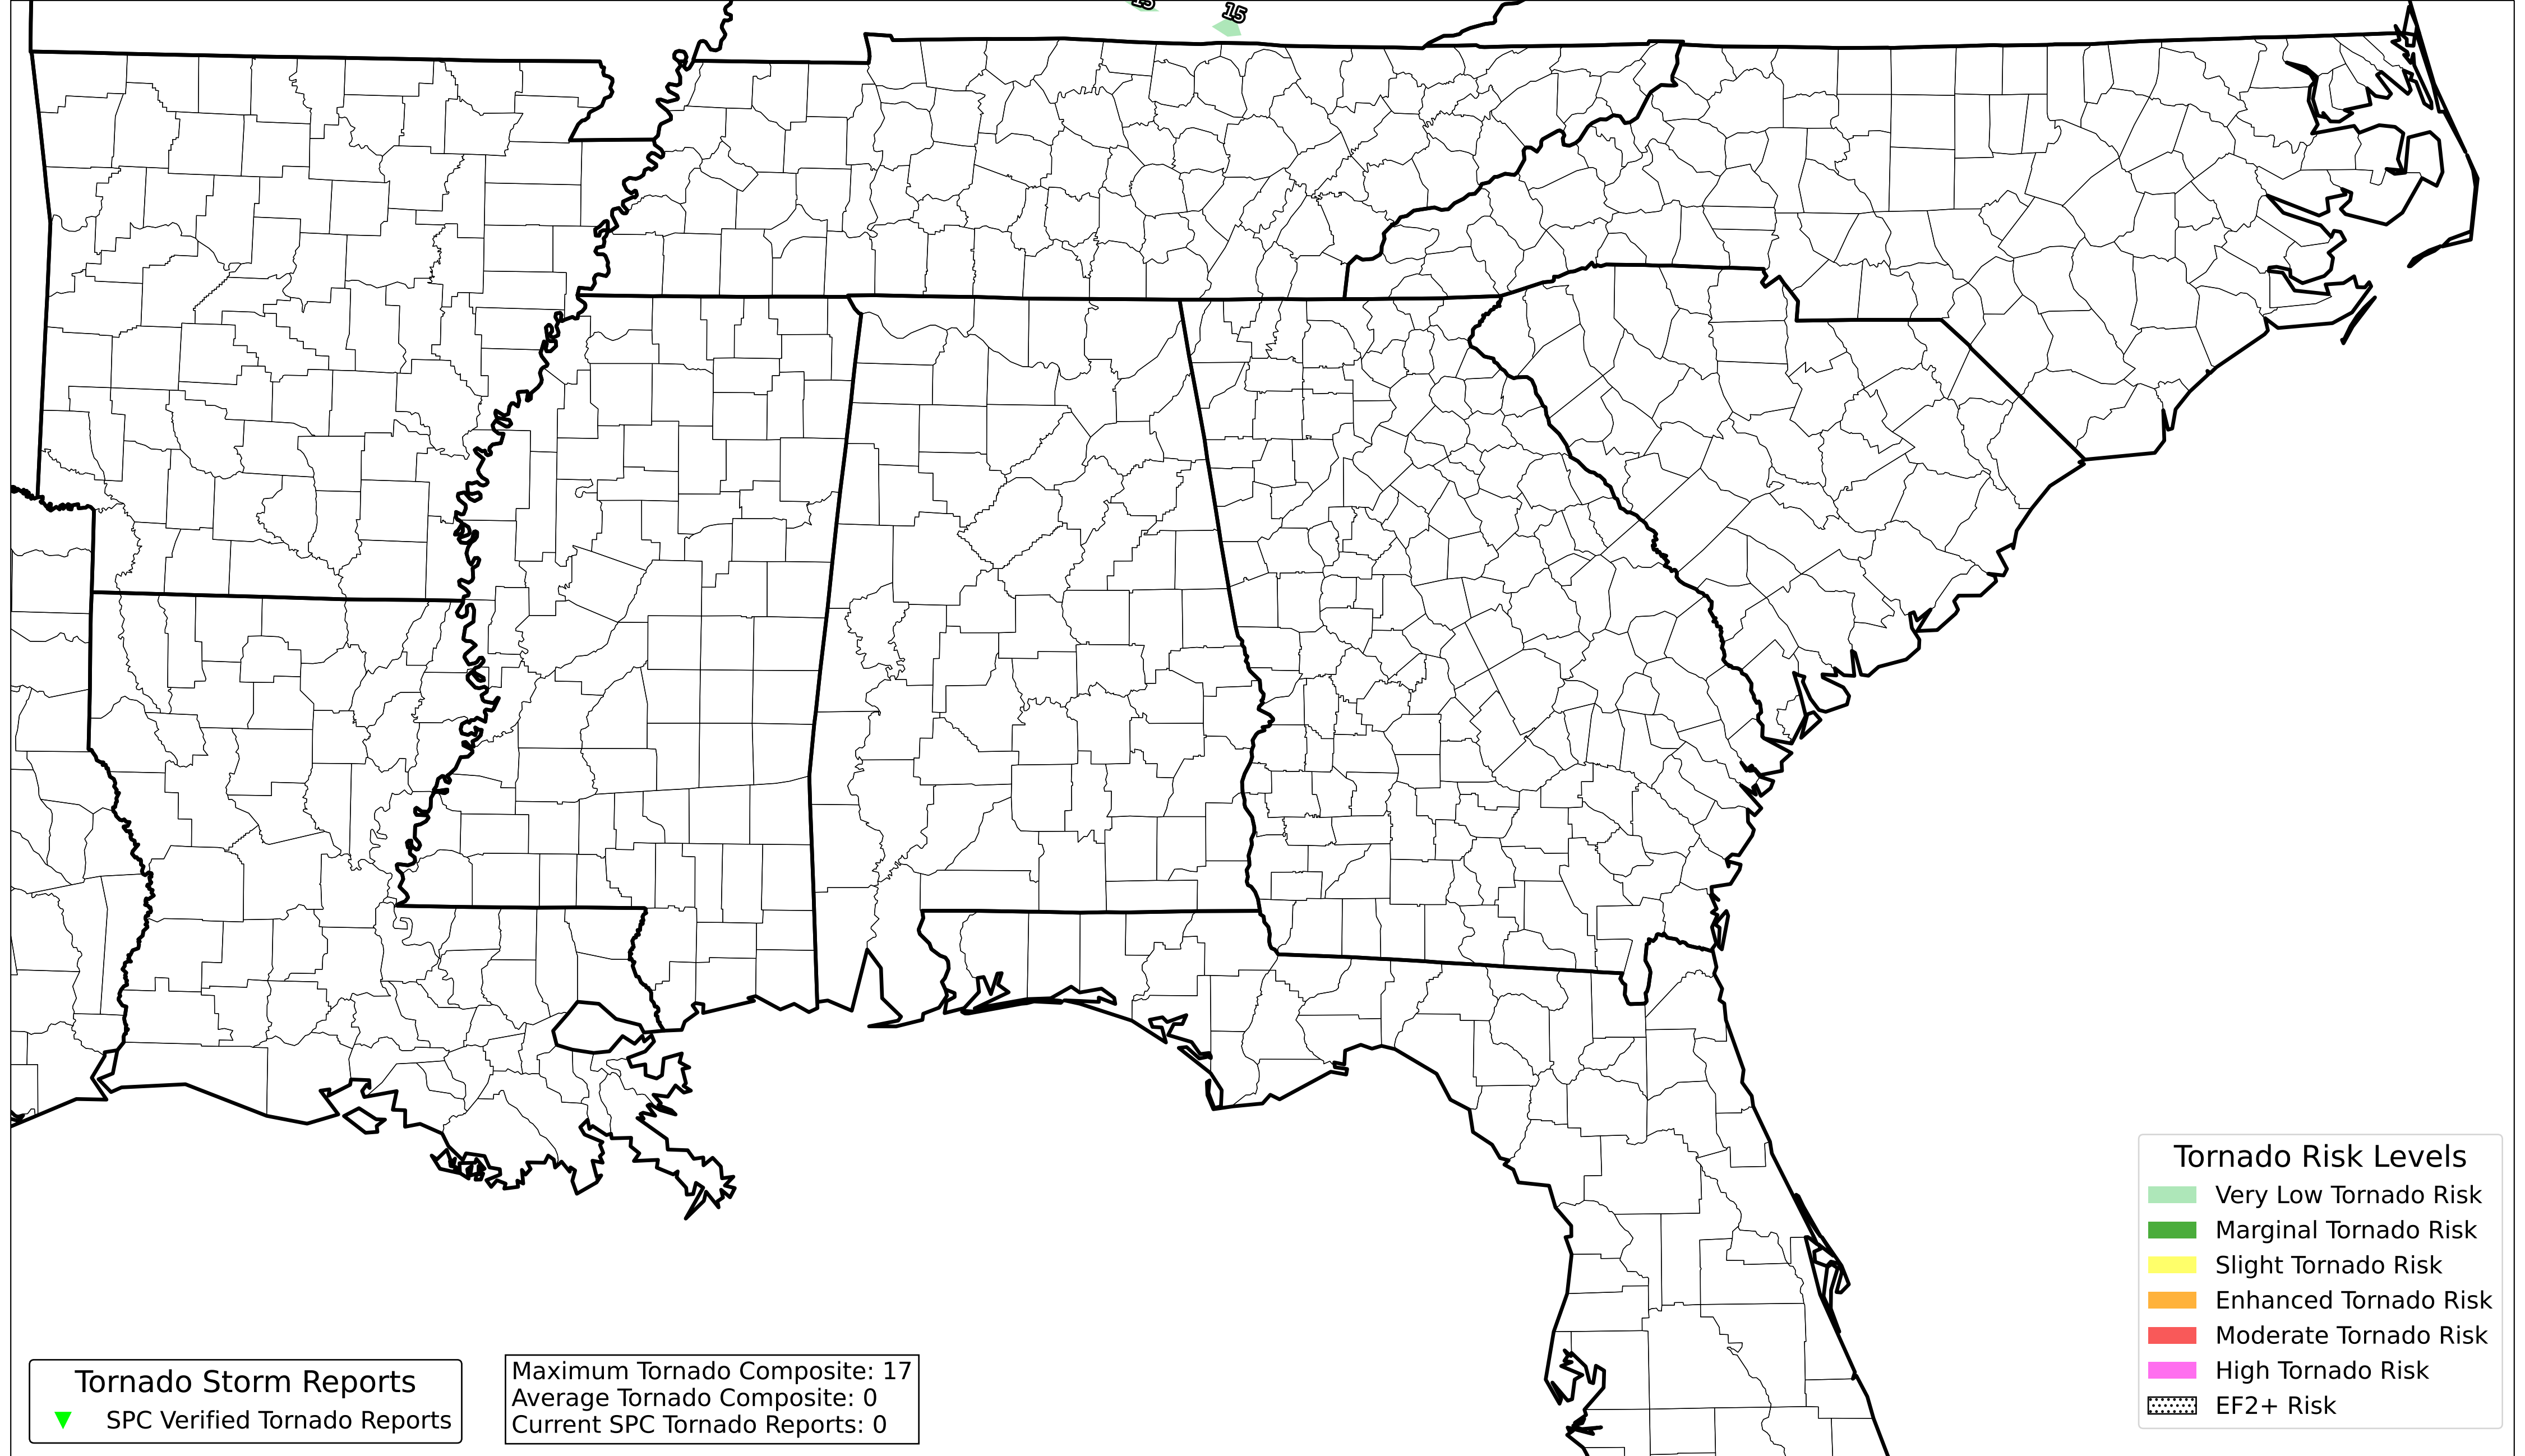 15
15
Tornado Risk Levels
Very Low Tornado Risk
Marginal Tornado Risk
Slight Tornado Risk
Enhanced Tornado Risk
Moderate Tornado Risk
High Tornado Risk
EF2+ Risk
Tornado Storm Reports
SPC Verified Tornado Reports
Maximum Tornado Composite: 17
Average Tornado Composite: 0
Current SPC Tornado Reports: 0